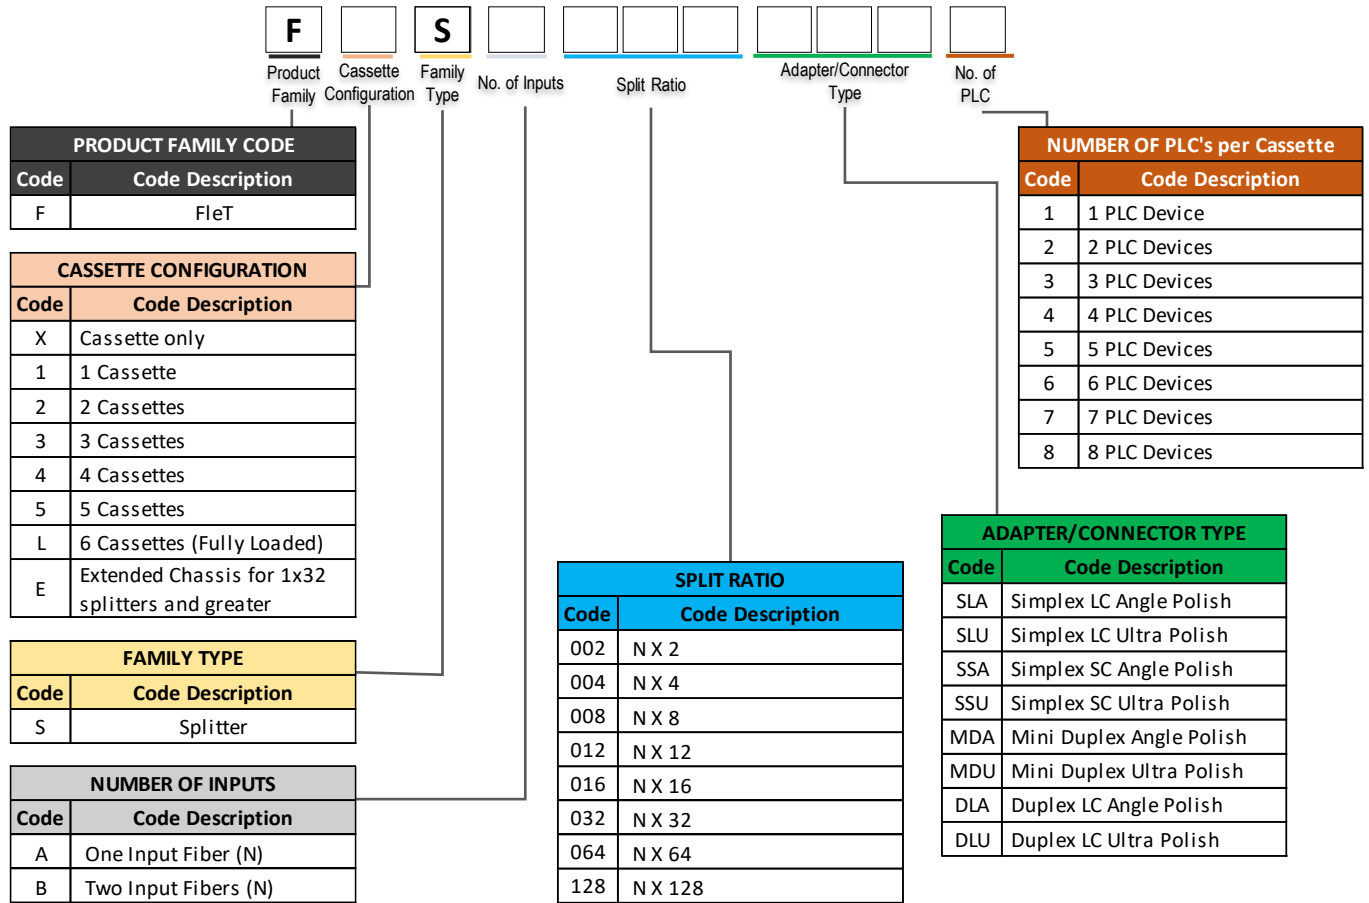 F S
Product Family
Cassette Configuration
Family Type
No. of Inputs
Split Ratio
Adapter/Connector Type
No. of PLC
PRODUCT FAMILY CODE
Code Code Description
F FleT
CASSETTE CONFIGURATION
Code Code Description
X Cassette only
1 1 Cassette
2 2 Cassettes
3 3 Cassettes
4 4 Cassettes
5 5 Cassettes
L 6 Cassettes (Fully Loaded)
E Extended Chassis for 1x32
splitters and greater
FAMILY TYPE
Code Code Description
S Splitter
NUMBER OF INPUTS
Code Code Description
A One Input Fiber (N)
B Two Input Fibers (N)
SPLIT RATIO
Code Code Description
002 N X 2
004 N X 4
008 N X 8
012 N X 12
016 N X 16
032 N X 32
064 N X 64
128 N X 128
NUMBER OF PLC's per Cassette
Code Code Description
1 1 PLC Device
2 2 PLC Devices
3 3 PLC Devices
4 4 PLC Devices
5 5 PLC Devices
6 6 PLC Devices
7 7 PLC Devices
8 8 PLC Devices
ADAPTER/CONNECTOR TYPE
Code Code Description
SLA Simplex LC Angle Polish
SLU Simplex LC Ultra Polish
SSA Simplex SC Angle Polish
SSU Simplex SC Ultra Polish
MDA Mini Duplex Angle Polish
MDU Mini Duplex Ultra Polish
DLA Duplex LC Angle Polish
DLU Duplex LC Ultra Polish